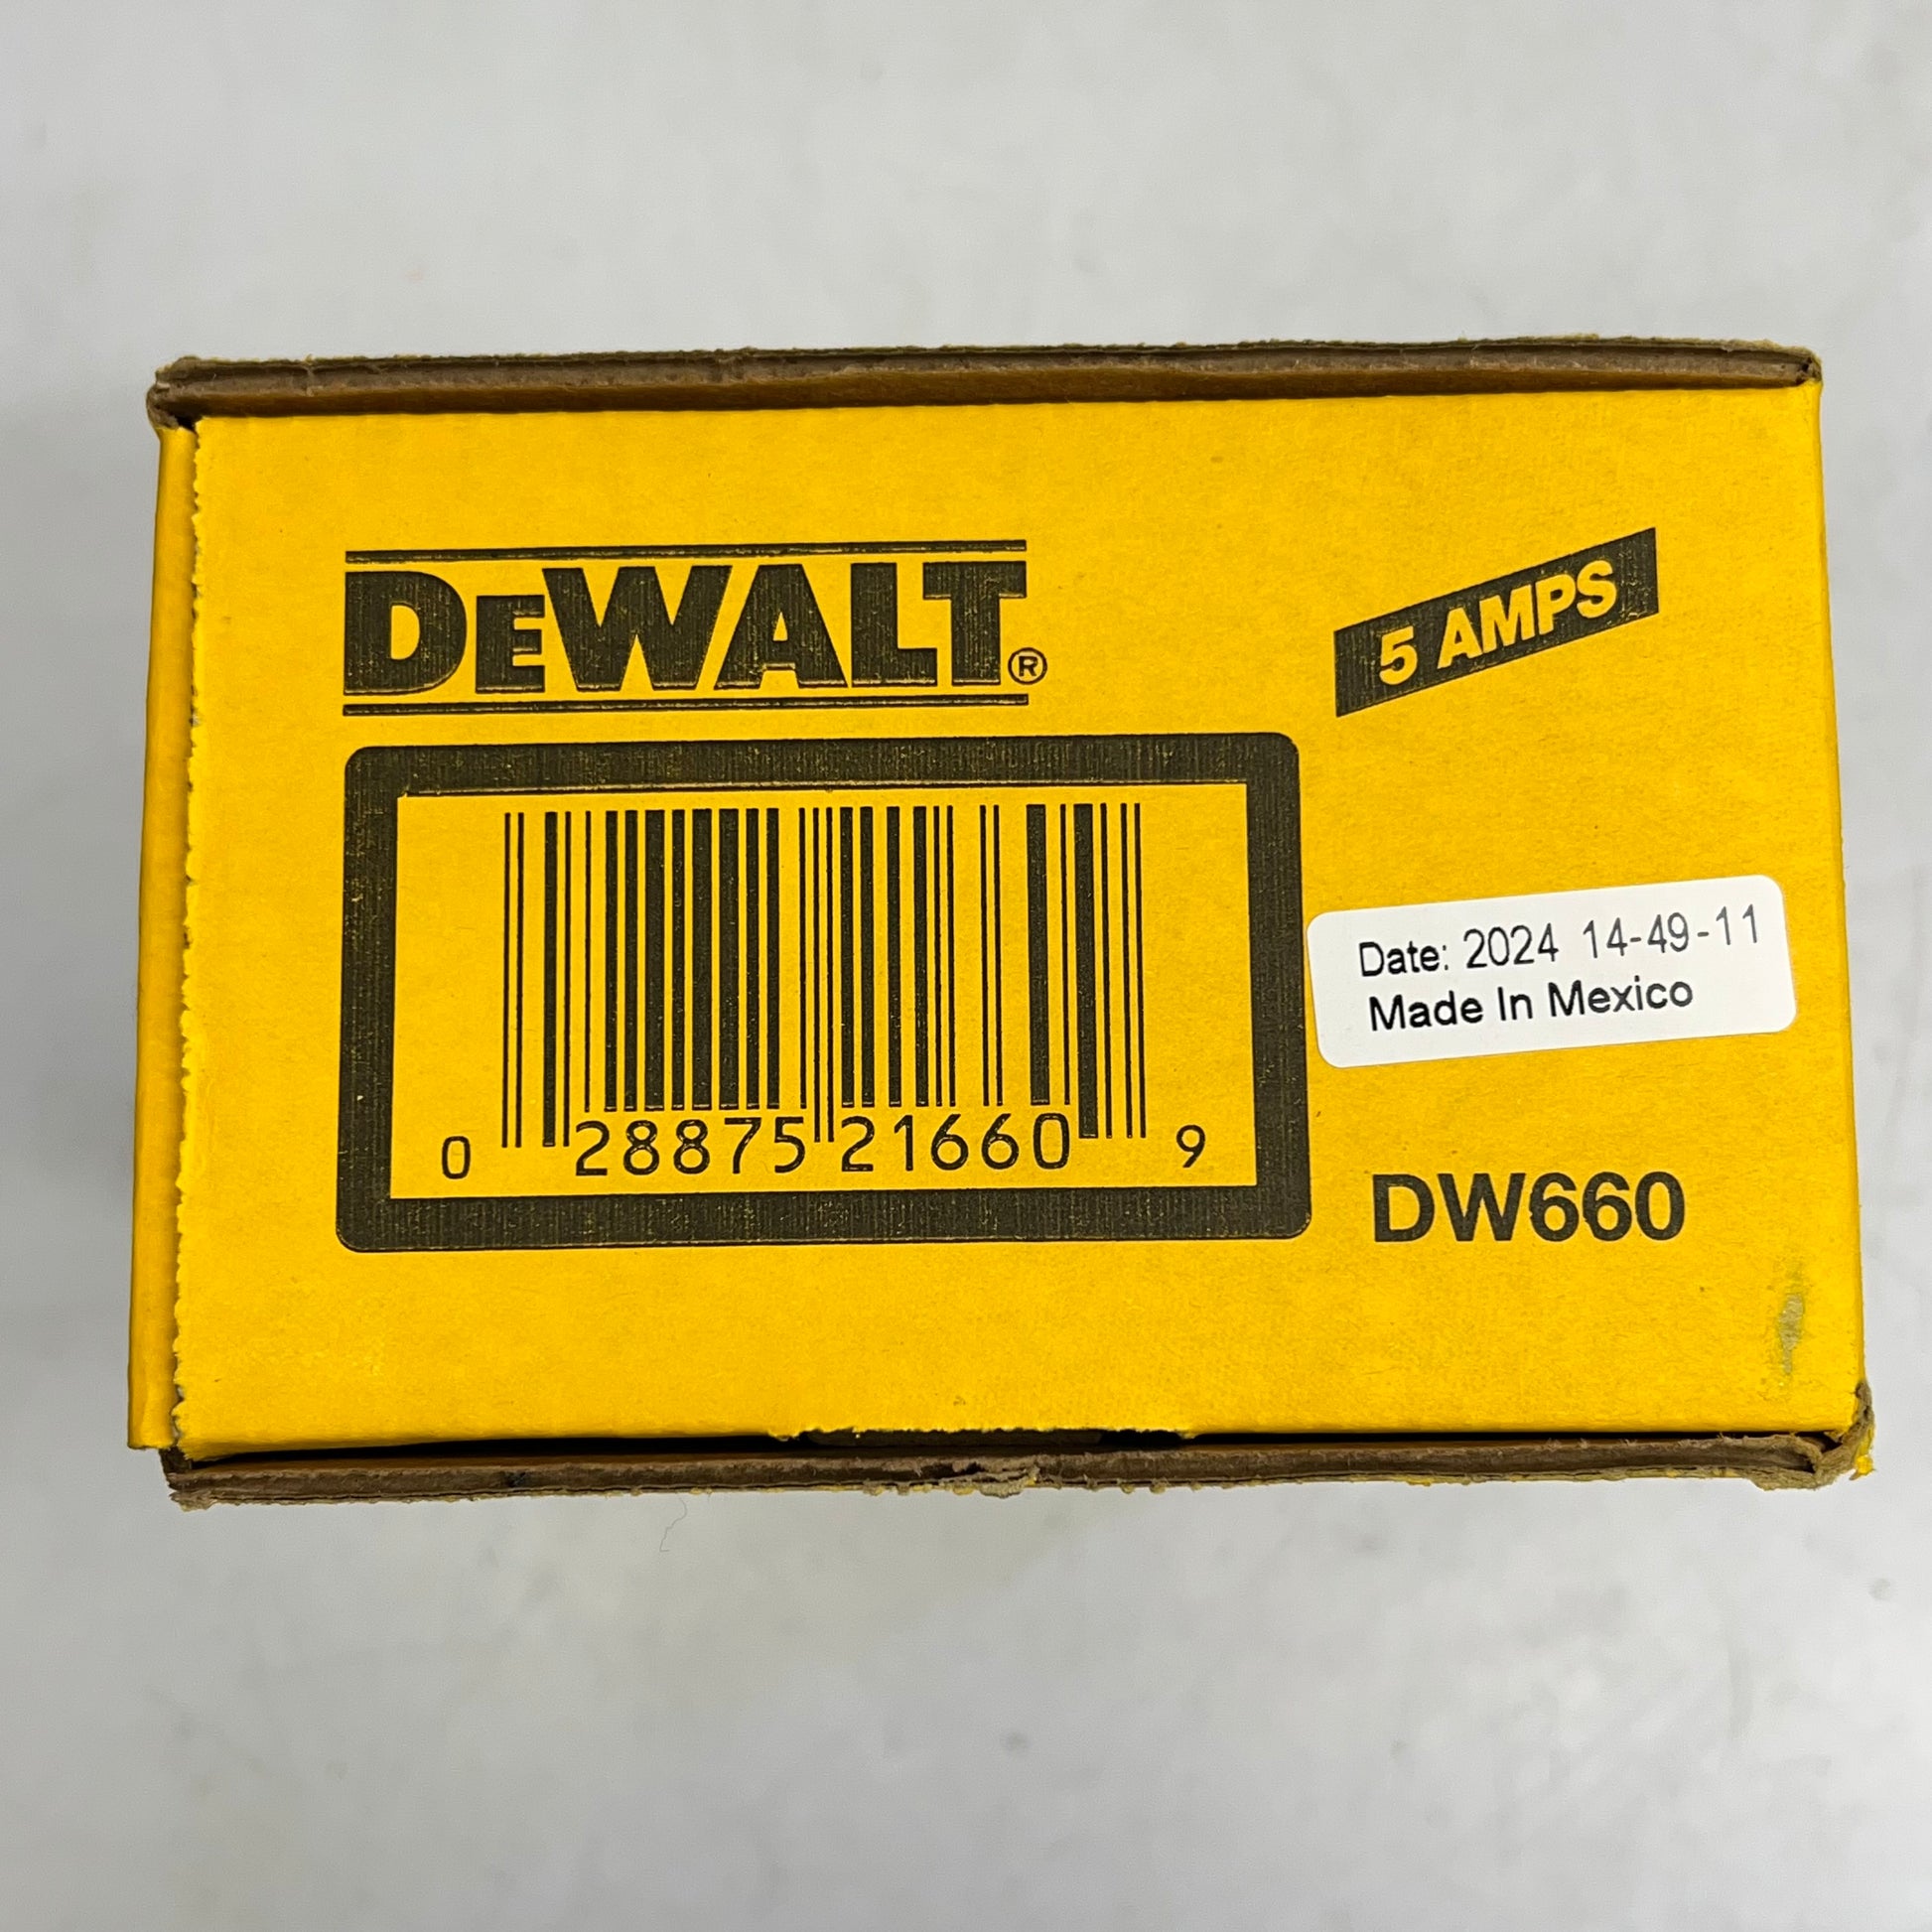 DEWALT®
5 AMPS
Date: 2024 14-49-11
Made In Mexico
0 28875 21660 9
DW660